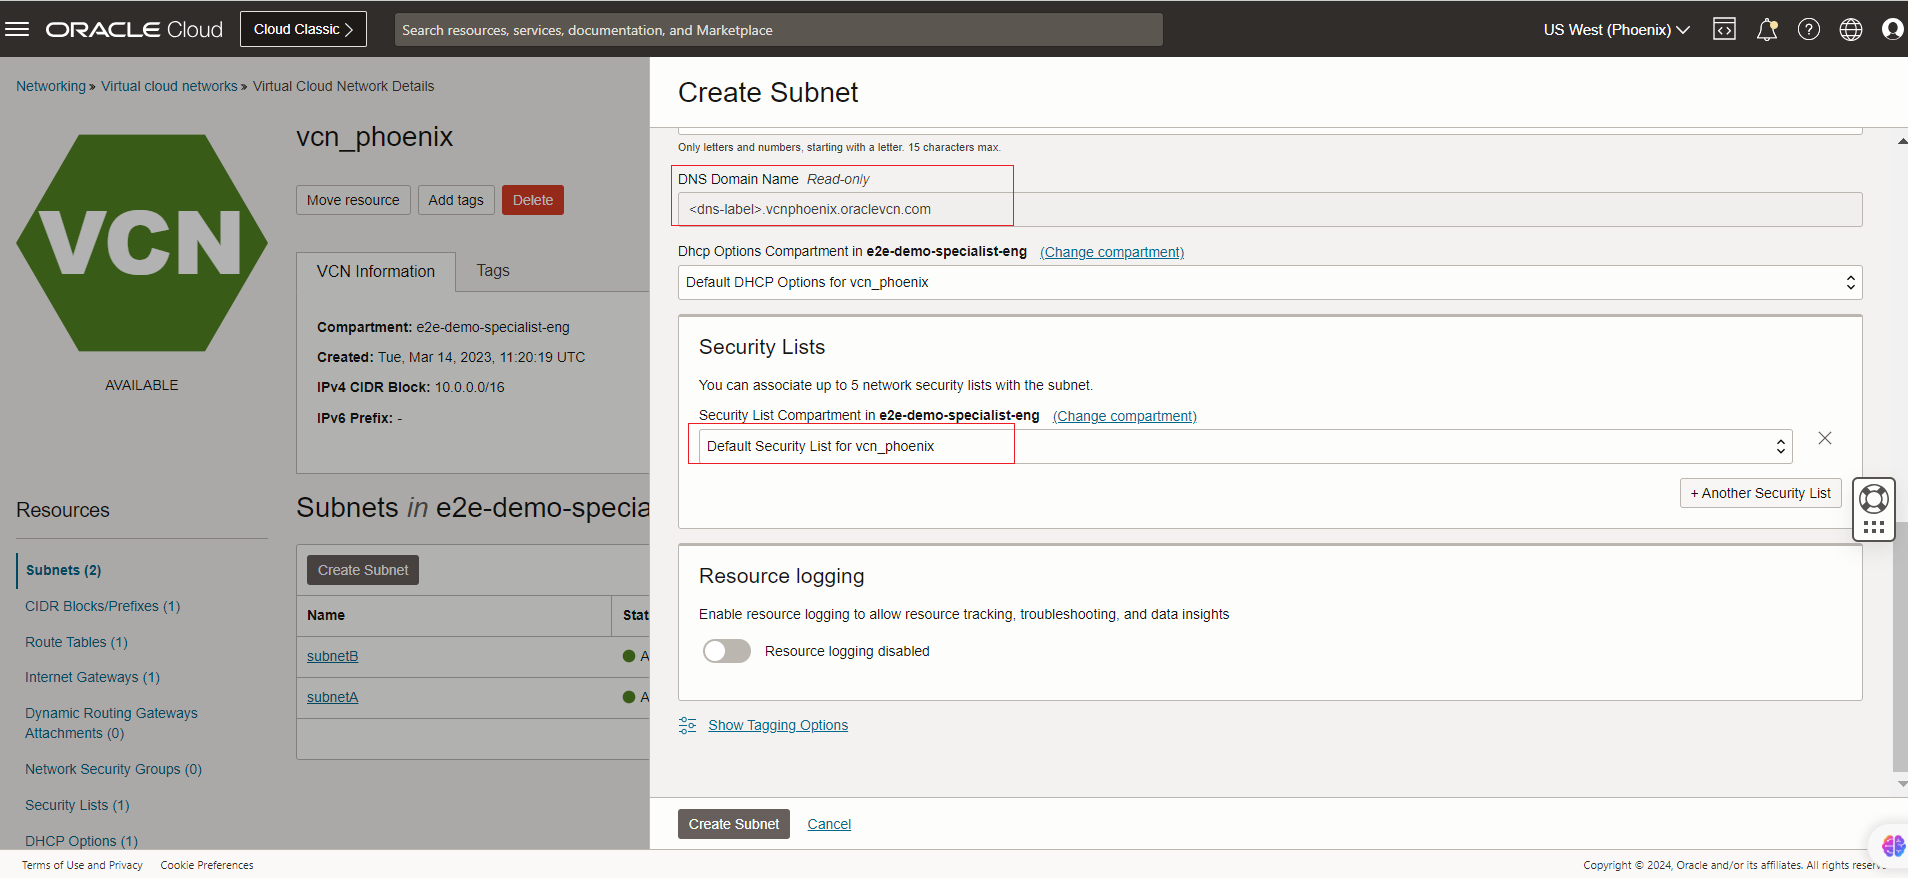 ORACLE Cloud
Cloud Classic
Search resources, services, documentation, and Marketplace
US West (Phoenix)
Networking » Virtual cloud networks » Virtual Cloud Network Details
VCN
AVAILABLE
vcn_phoenix
Move resource
Add tags
Delete
VCN Information
Tags
Compartment: e2e-demo-specialist-eng
Created: Tue, Mar 14, 2023, 11:20:19 UTC
IPv4 CIDR Block: 10.0.0.0/16
IPv6 Prefix: -
Resources
Subnets (2)
CIDR Blocks/Prefixes (1)
Route Tables (1)
Internet Gateways (1)
Dynamic Routing Gateways
Attachments (0)
Network Security Groups (0)
Security Lists (1)
DHCP Options (1)
Subnets in e2e-demo-specia
Create Subnet
Name
Stat
subnetB
A
subnetA
A
Create Subnet
Only letters and numbers, starting with a letter. 15 characters max.
DNS Domain Name Read-only
<dns-label>.vcnphoenix.oraclevcn.com
Dhcp Options Compartment in e2e-demo-specialist-eng (Change compartment)
Default DHCP Options for vcn_phoenix
Security Lists
You can associate up to 5 network security lists with the subnet.
Security List Compartment in e2e-demo-specialist-eng (Change compartment)
Default Security List for vcn_phoenix
+ Another Security List
Resource logging
Enable resource logging to allow resource tracking, troubleshooting, and data insights
Resource logging disabled
Show Tagging Options
Create Subnet
Cancel
Terms of Use and Privacy
Cookie Preferences
Copyright © 2024, Oracle and/or its affiliates. All rights reserv